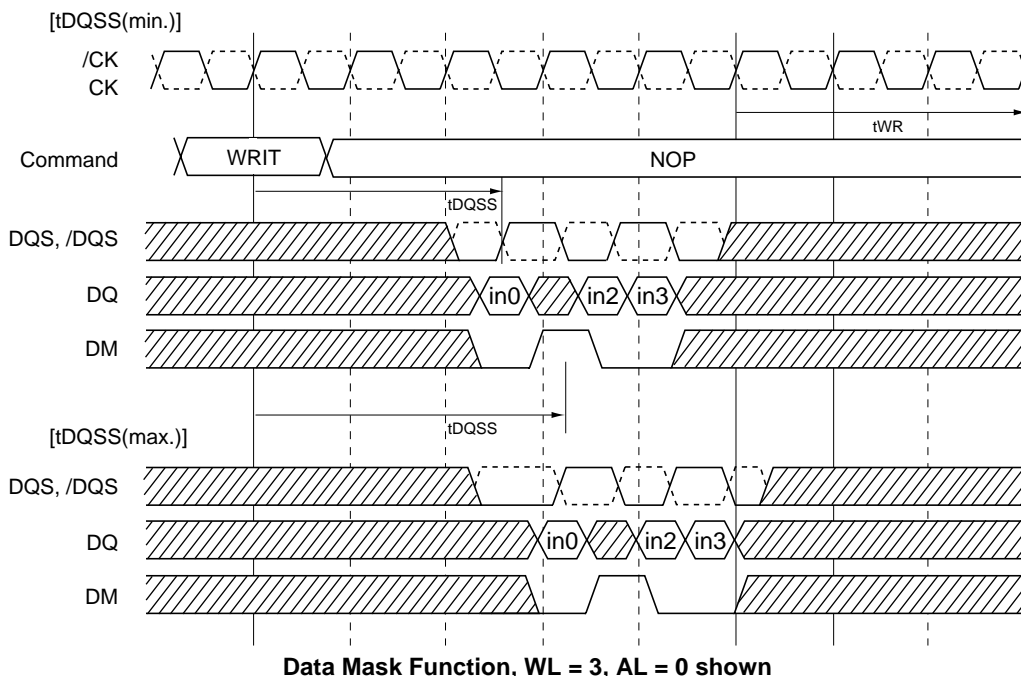 [tDQSS(min.)]
/CK
CK
tWR
Command
WRIT
NOP
tDQSS
DQS, /DQS
DQ
in0
in2
in3
DM
tDQSS
[tDQSS(max.)]
DQS, /DQS
DQ
in0
in2
in3
DM
Data Mask Function, WL = 3, AL = 0 shown